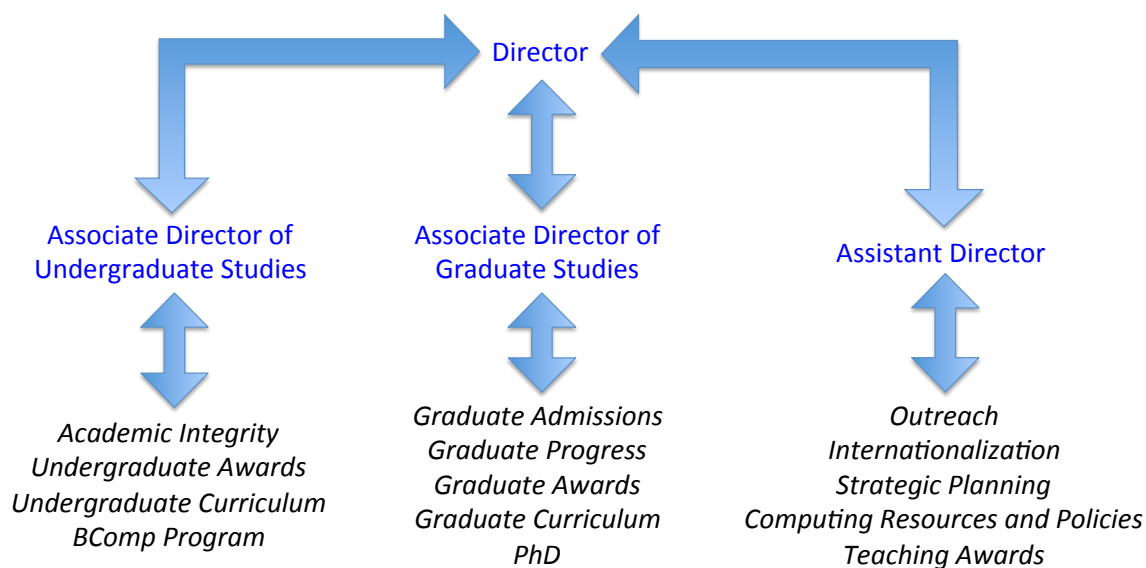 Director
Associate Director of
Undergraduate Studies
Associate Director of
Graduate Studies
Assistant Director
Academic Integrity
Undergraduate Awards
Undergraduate Curriculum
BComp Program
Graduate Admissions
Graduate Progress
Graduate Awards
Graduate Curriculum
PhD
Outreach
Internationalization
Strategic Planning
Computing Resources and Policies
Teaching Awards